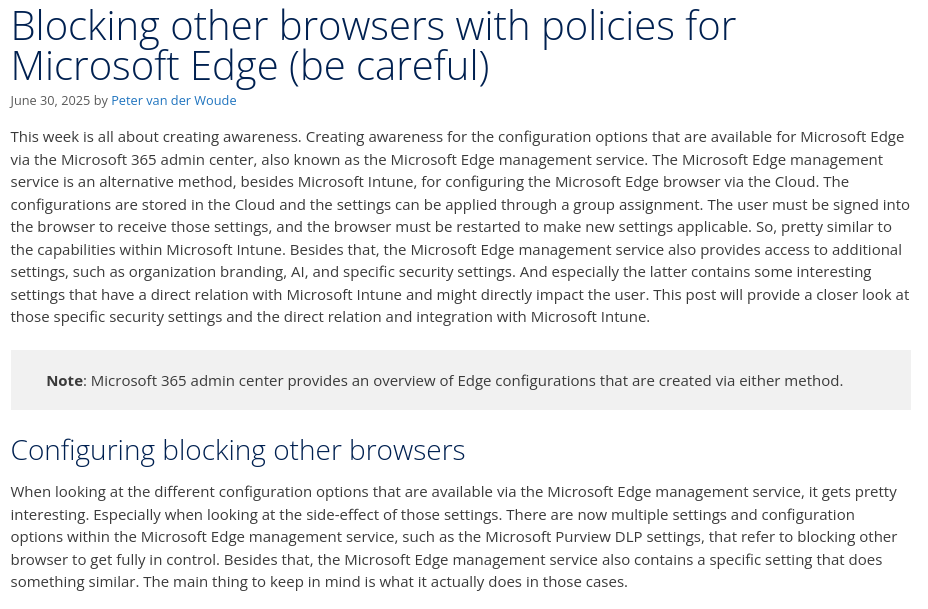 Blocking other browsers with policies for
Microsoft Edge (be careful)
June 30, 2025 by Peter van der Woude
This week is all about creating awareness. Creating awareness for the configuration options that are available for Microsoft Edge
via the Microsoft 365 admin center, also known as the Microsoft Edge management service. The Microsoft Edge management
service is an alternative method, besides Microsoft Intune, for configuring the Microsoft Edge browser via the Cloud. The
configurations are stored in the Cloud and the settings can be applied through a group assignment. The user must be signed into
the browser to receive those settings, and the browser must be restarted to make new settings applicable. So, pretty similar to
the capabilities within Microsoft Intune. Besides that, the Microsoft Edge management service also provides access to additional
settings, such as organization branding, AI, and specific security settings. And especially the latter contains some interesting
settings that have a direct relation with Microsoft Intune and might directly impact the user. This post will provide a closer look at
those specific security settings and the direct relation and integration with Microsoft Intune.
Note: Microsoft 365 admin center provides an overview of Edge configurations that are created via either method.
Configuring blocking other browsers
When looking at the different configuration options that are available via the Microsoft Edge management service, it gets pretty
interesting. Especially when looking at the side-effect of those settings. There are now multiple settings and configuration
options within the Microsoft Edge management service, such as the Microsoft Purview DLP settings, that refer to blocking other
browser to get fully in control. Besides that, the Microsoft Edge management service also contains a specific setting that does
something similar. The main thing to keep in mind is what it actually does in those cases.